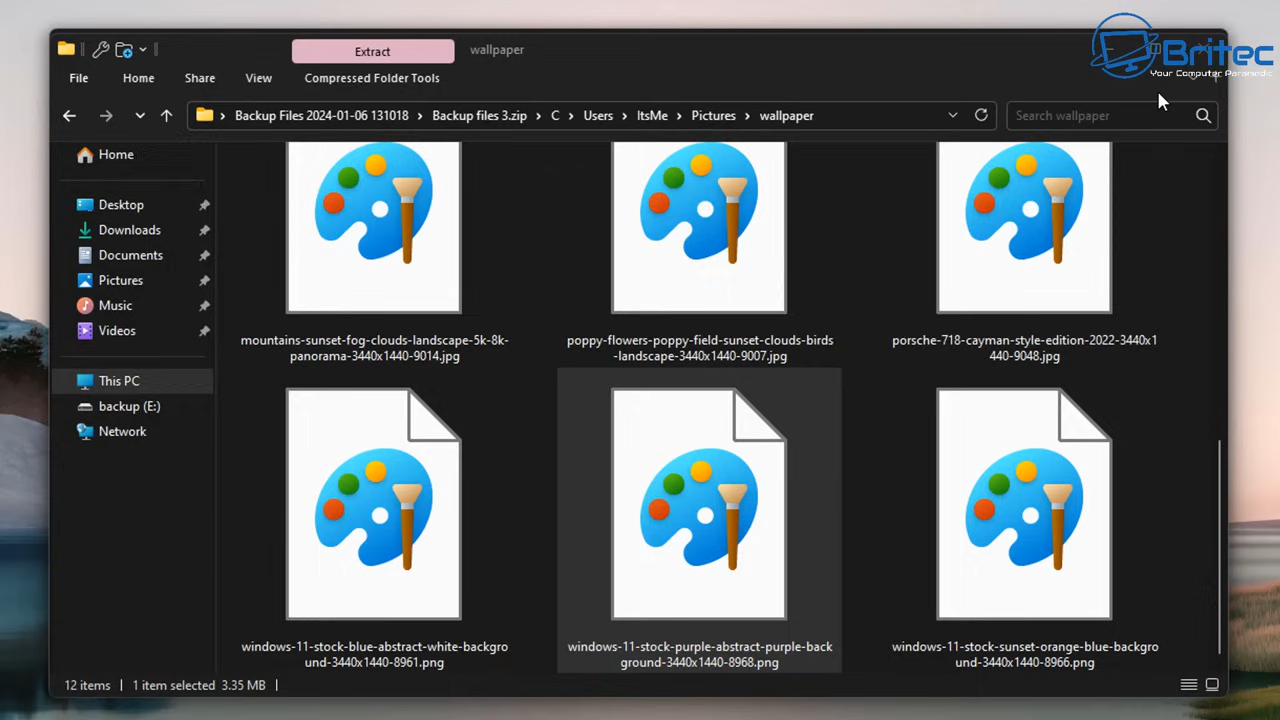 Extract
wallpaper
Britec
Your Computer Paramedic
File
Home
Share
View
Compressed Folder Tools
Backup Files 2024-01-06 131018
Backup files 3.zip
C
Users
ItsMe
Pictures
wallpaper
Search wallpaper
Home
Desktop
Downloads
Documents
Pictures
Music
Videos
This PC
backup (E:)
Network
mountains-sunset-fog-clouds-landscape-5k-8k-
panorama-3440x1440-9014.jpg
poppy-flowers-poppy-field-sunset-clouds-birds
-landscape-3440x1440-9007.jpg
porsche-718-cayman-style-edition-2022-3440x1
440-9048.jpg
windows-11-stock-blue-abstract-white-backgro
und-3440x1440-8961.png
windows-11-stock-purple-abstract-purple-back
ground-3440x1440-8968.png
windows-11-stock-sunset-orange-blue-backgro
und-3440x1440-8966.png
12 items
1 item selected 3.35 MB